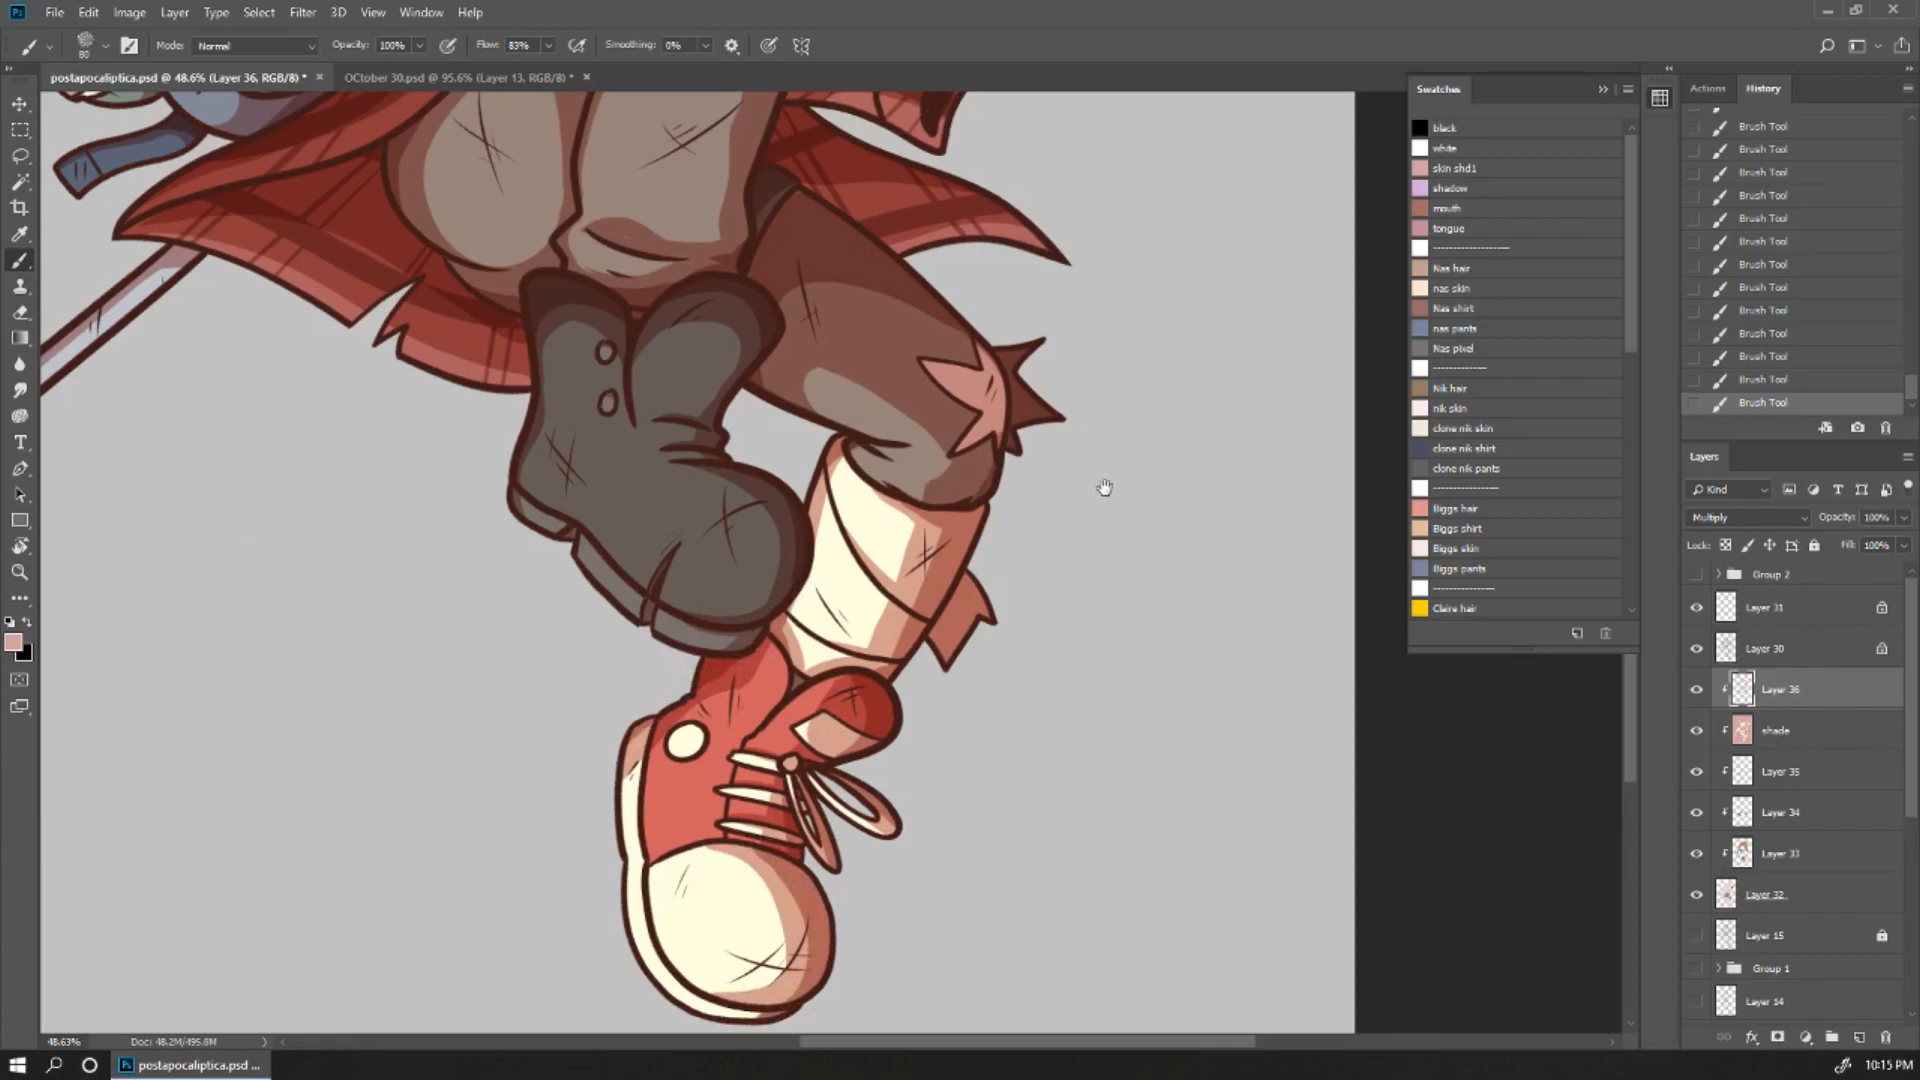 Ps File Edit Image Layer Type Select Filter 3D View Window Help
80 Mode: Normal Opacity: 100% Flow: 83% Smoothing: 0%
postapocaliptica.psd @ 48.6% (Layer 36, RGB/8) * × OCtober 30.psd @ 95.6% (Layer 13, RGB/8) * ×
Swatches
black
white
skin shd1
shadow
mouth
tongue
--------------------
Nas hair
nas skin
Nas shirt
nas pants
Nas pixel
--------------
Nik hair
nik skin
clone nik skin
clone nik shirt
clone nik pants
-----------------
Biggs hair
Biggs shirt
Biggs skin
Biggs pants
----------------
Claire hair
Actions History
Brush Tool
Brush Tool
Brush Tool
Brush Tool
Brush Tool
Brush Tool
Brush Tool
Brush Tool
Brush Tool
Brush Tool
Brush Tool
Brush Tool
Brush Tool
Layers
Kind
Multiply Opacity: 100%
Lock: Fill: 100%
Group 2
Layer 31
Layer 30
Layer 36
shade
Layer 35
Layer 34
Layer 33
Layer 32
Layer 15
Group 1
Layer 14
48.63% Doc: 48.2M/495.8M
Ps postapocaliptica.psd ...
10:15 PM